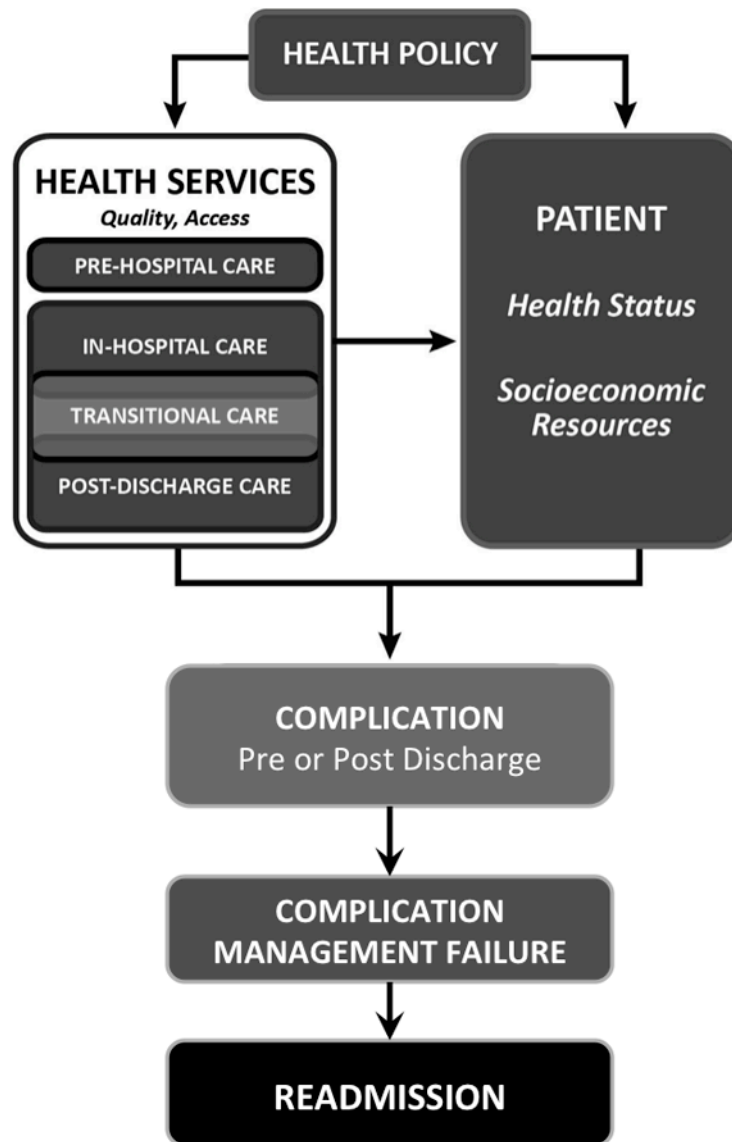 HEALTH POLICY
HEALTH SERVICES
Quality, Access
PRE-HOSPITAL CARE
IN-HOSPITAL CARE
TRANSITIONAL CARE
POST-DISCHARGE CARE
PATIENT
Health Status
Socioeconomic
Resources
COMPLICATION
Pre or Post Discharge
COMPLICATION
MANAGEMENT FAILURE
READMISSION